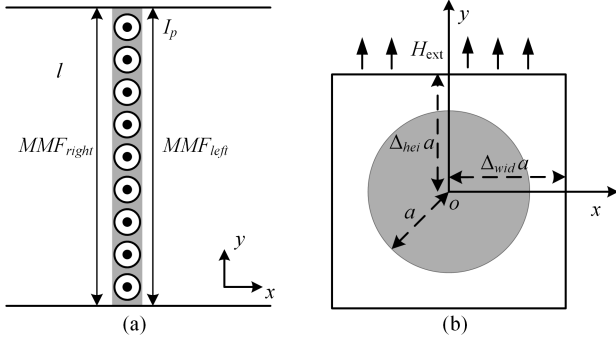 I_p
l
MMF_right
MMF_left
y
x
(a)
y
H_ext
Δ_hei a
Δ_wid a
a
o
x
(b)